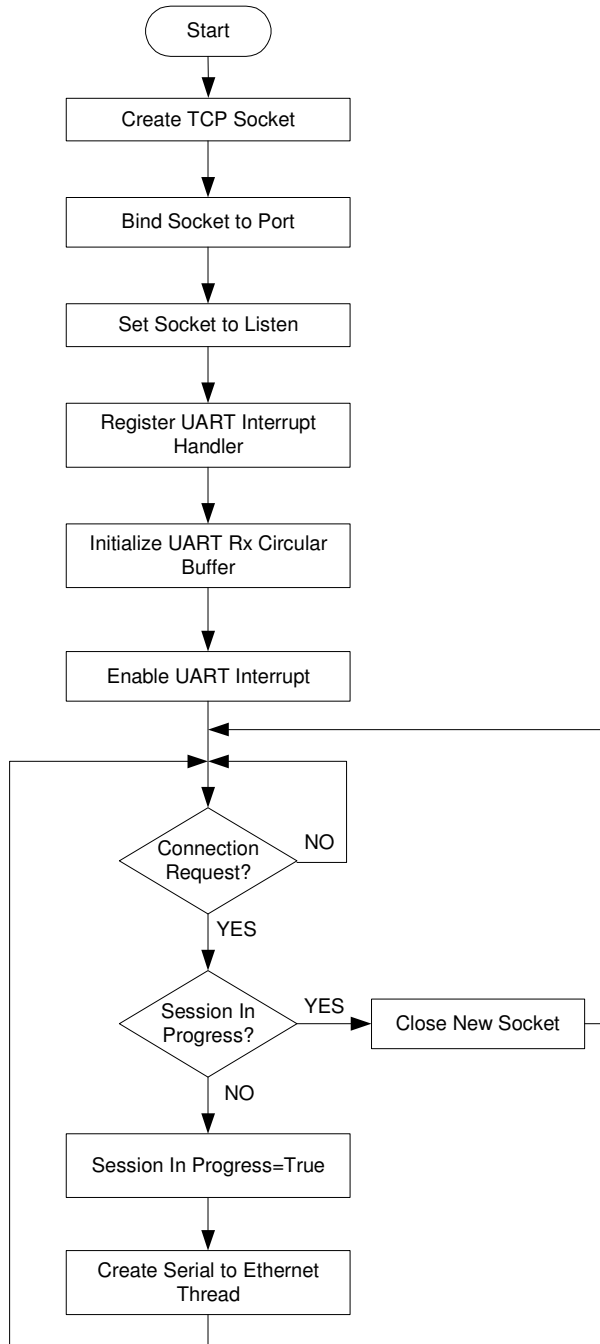 Start
Create TCP Socket
Bind Socket to Port
Set Socket to Listen
Register UART Interrupt
Handler
Initialize UART Rx Circular
Buffer
Enable UART Interrupt
Connection
Request?
NO
YES
Session In
Progress?
YES
Close New Socket
NO
Session In Progress=True
Create Serial to Ethernet
Thread